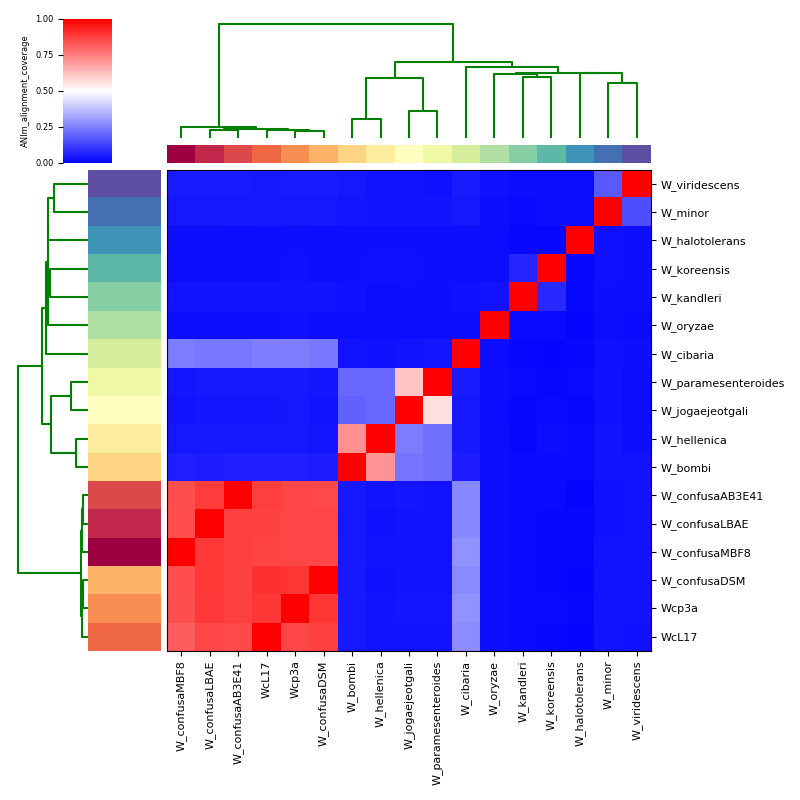 1.00
0.75
0.50
0.25
0.00
ANIm_alignment_coverage
W_viridescens
W_minor
W_halotolerans
W_koreensis
W_kandleri
W_oryzae
W_cibaria
W_paramesenteroides
W_jogaejeotgali
W_hellenica
W_bombi
W_confusaAB3E41
W_confusaLBAE
W_confusaMBF8
W_confusaDSM
Wcp3a
WcL17
W_confusaMBF8
W_confusaLBAE
W_confusaAB3E41
WcL17
Wcp3a
W_confusaDSM
W_bombi
W_hellenica
W_jogaejeotgali
W_paramesenteroides
W_cibaria
W_oryzae
W_kandleri
W_koreensis
W_halotolerans
W_minor
W_viridescens